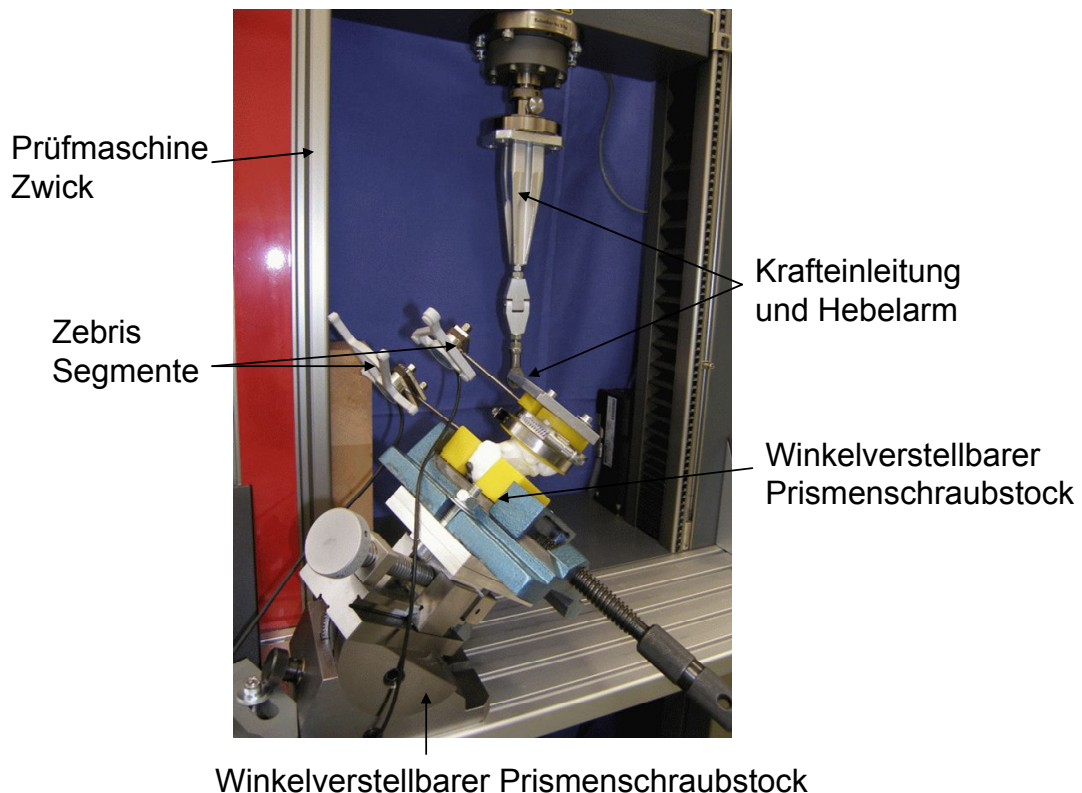 Prüfmaschine
Zwick
Zebris
Segmente
Krafteinleitung
und Hebelarm
Winkelverstellbarer
Prismenschraubstock
Winkelverstellbarer Prismenschraubstock